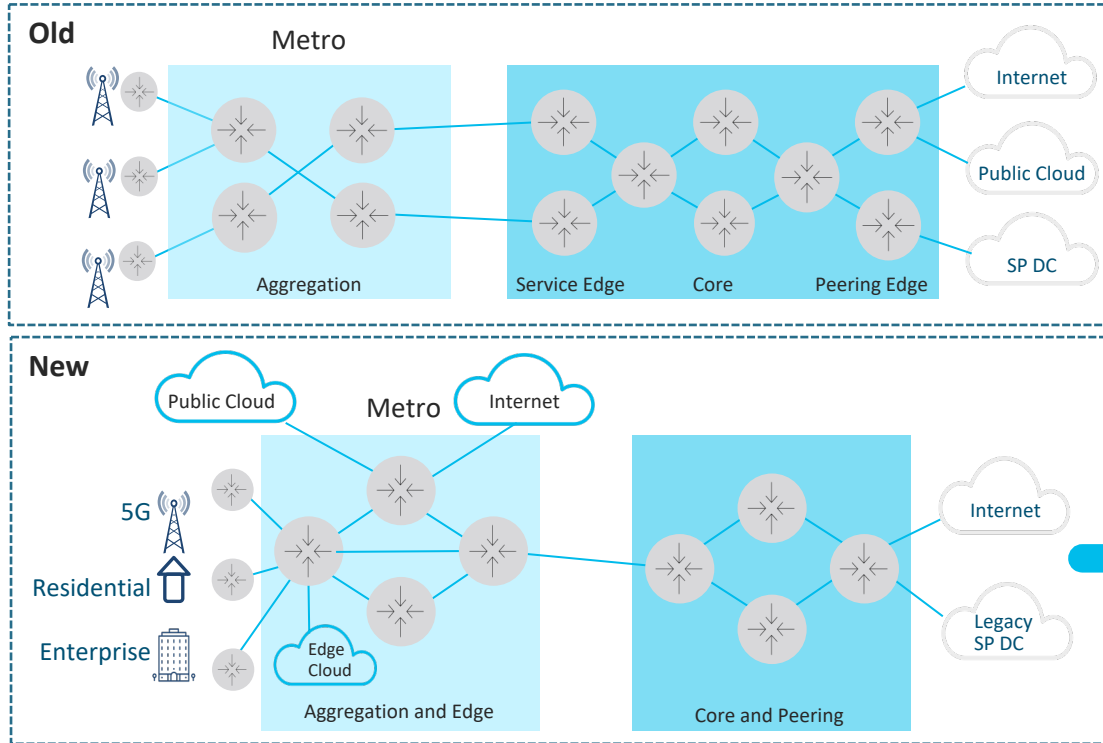 Old
Metro
Internet
Public Cloud
SP DC
Aggregation
Service Edge
Core
Peering Edge
New
Public Cloud
Metro
Internet
5G
Residential
Enterprise
Edge
Cloud
Internet
Legacy
SP DC
Aggregation and Edge
Core and Peering